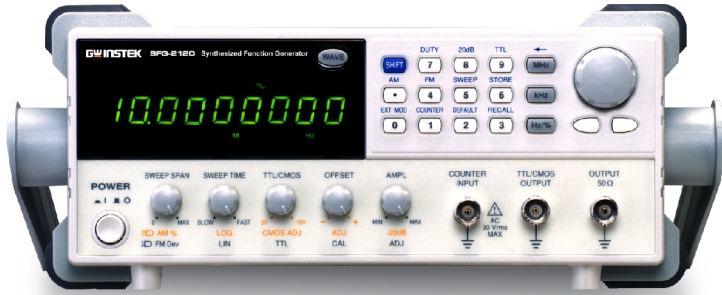 GW INSTEK SFG-2120 Synthesized Function Generator
WAVE
10.0000000
M Hz
DUTY 20dB TTL ←
SHIFT 7 8 9 MHz
AM FM SWEEP STORE
• 4 5 6 kHz
EXT MOD COUNTER DEFAULT RECALL
0 1 2 3 Hz/%
POWER
SWEEP SPAN SWEEP TIME TTL/CMOS OFFSET AMPL
0 MAX SLOW FAST 5V 15V - + MIN MAX
AM % LOG CMOS ADJ ADJ -20dB
FM Dev LIN TTL CAL ADJ
COUNTER INPUT
AC
30 Vrms
MAX
TTL/CMOS OUTPUT
OUTPUT
50Ω